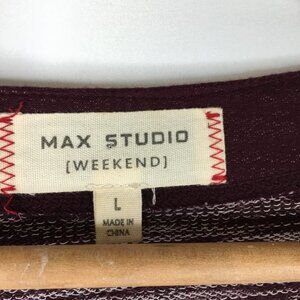 MAX STUDIO
[WEEKEND]
L
MADE IN
CHINA